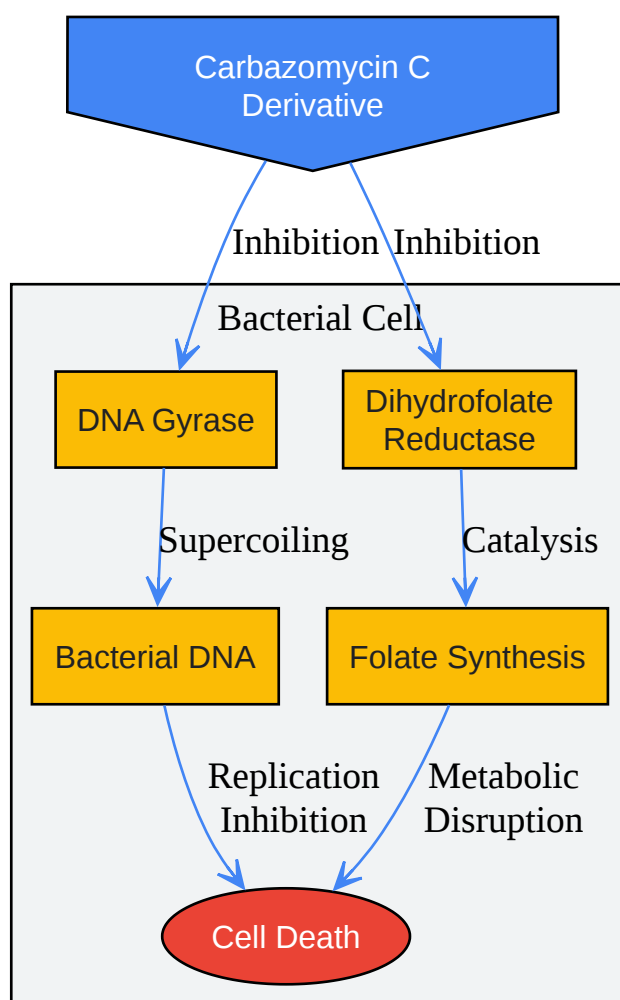 Carbazomycin C
Derivative
Inhibition
Inhibition
Bacterial Cell
DNA Gyrase
Dihydrofolate
Reductase
Supercoiling
Catalysis
Bacterial DNA
Folate Synthesis
Replication
Inhibition
Metabolic
Disruption
Cell Death